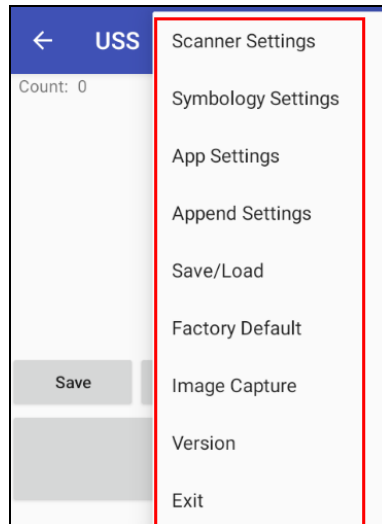 ← USS
Count: 0
Save
Scanner Settings
Symbology Settings
App Settings
Append Settings
Save/Load
Factory Default
Image Capture
Version
Exit